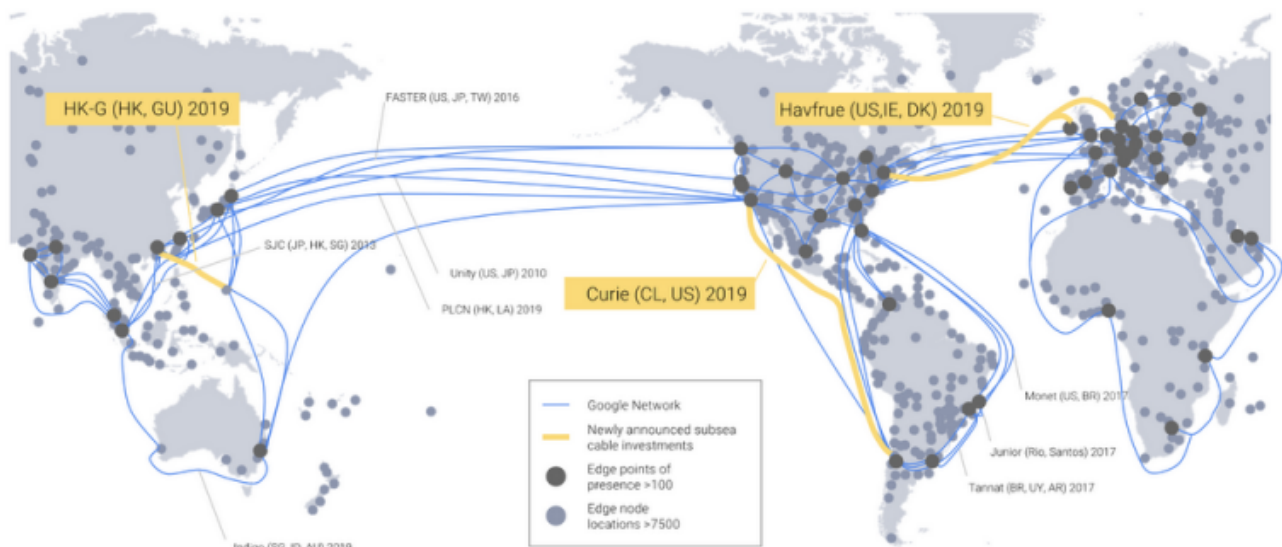 FASTER (US, JP, TW) 2016
HK-G (HK, GU) 2019
Havfrue (US,IE, DK) 2019
SJC (JP, HK, SG) 2013
Unity (US, JP) 2010
Curie (CL, US) 2019
PLCN (HK, LA) 2019
Google Network
Newly announced subsea
cable investments
Edge points of
presence >100
Edge node
locations >7500
Monet (US, BR) 2017
Junior (Rio, Santos) 2017
Tannat (BR, UY, AR) 2017